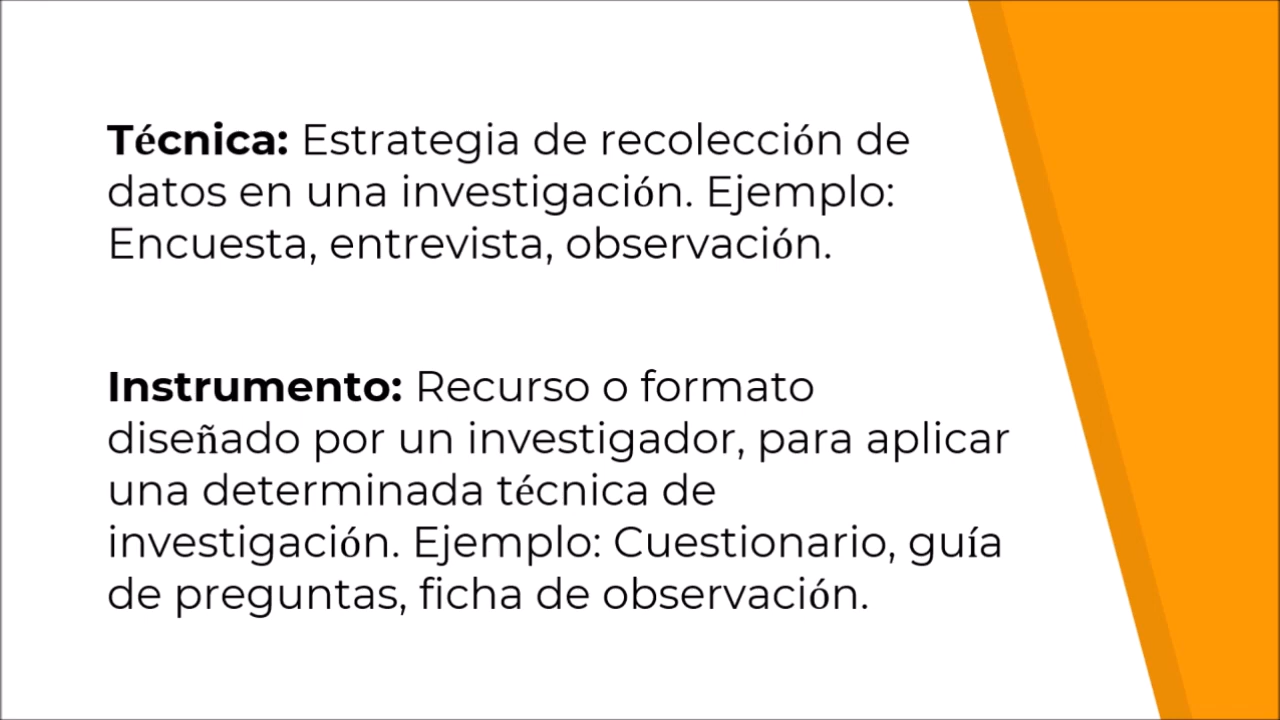 Técnica: Estrategia de recolección de
datos en una investigación. Ejemplo:
Encuesta, entrevista, observación.
Instrumento: Recurso o formato
diseñado por un investigador, para aplicar
una determinada técnica de
investigación. Ejemplo: Cuestionario, guía
de preguntas, ficha de observación.